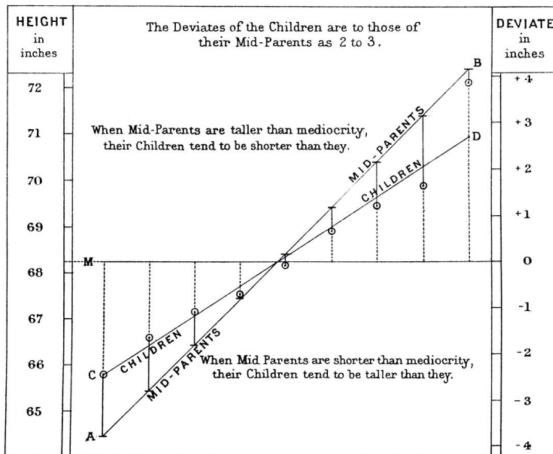 HEIGHT
in
inches
The Deviates of the Children are to those of
their Mid-Parents as 2 to 3.
DEVIATE
in
inches
B
72
+4
71
When Mid-Parents are taller than mediocrity,
their Children tend to be shorter than they.
MID-PARENTS
+3
D
70
CHILDREN
+2
69
+1
M
68
0
67
-1
CHILDREN
MID-PARENTS
66
When Mid Parents are shorter than mediocrity,
their Children tend to be taller than they.
-2
C
65
-3
A
-4